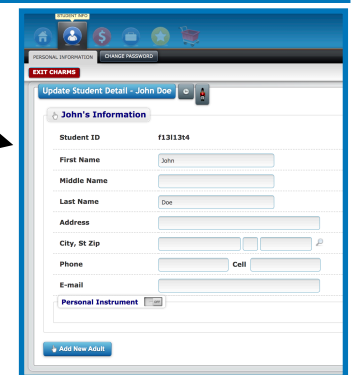 STUDENT INFO
PERSONAL INFORMATION CHANGE PASSWORD
EXIT CHARMS
Update Student Detail - John Doe
John's Information
Student ID f13l13t4
First Name John
Middle Name
Last Name Doe
Address
City, St Zip
Phone Cell
E-mail
Personal Instrument
Add New Adult